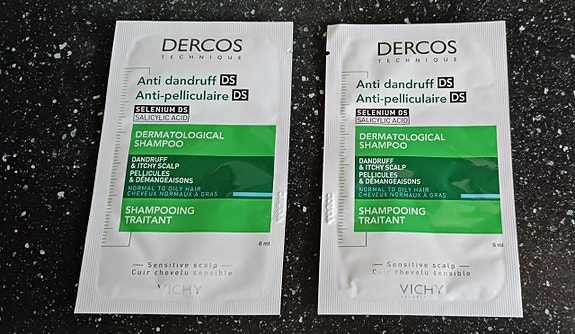 DERCOS
TECHNIQUE
Anti dandruff DS
Anti-pelliculaire DS
SELENIUM DS
SALICYLIC ACID
DERMATOLOGICAL
SHAMPOO
DANDRUFF
& ITCHY SCALP
PELLICULES
& DÉMANGEAISONS
NORMAL TO OILY HAIR
CHEVEUX NORMAUX À GRAS
SHAMPOOING
TRAITANT
6 ml
Sensitive scalp
Cuir chevelu sensible
VICHY
DERCOS
TECHNIQUE
Anti dandruff DS
Anti-pelliculaire DS
SELENIUM DS
SALICYLIC ACID
DERMATOLOGICAL
SHAMPOO
DANDRUFF
& ITCHY SCALP
PELLICULES
& DÉMANGEAISONS
NORMAL TO OILY HAIR
CHEVEUX NORMAUX À GRAS
SHAMPOOING
TRAITANT
6 ml
Sensitive scalp
Cuir chevelu sensible
VICHY